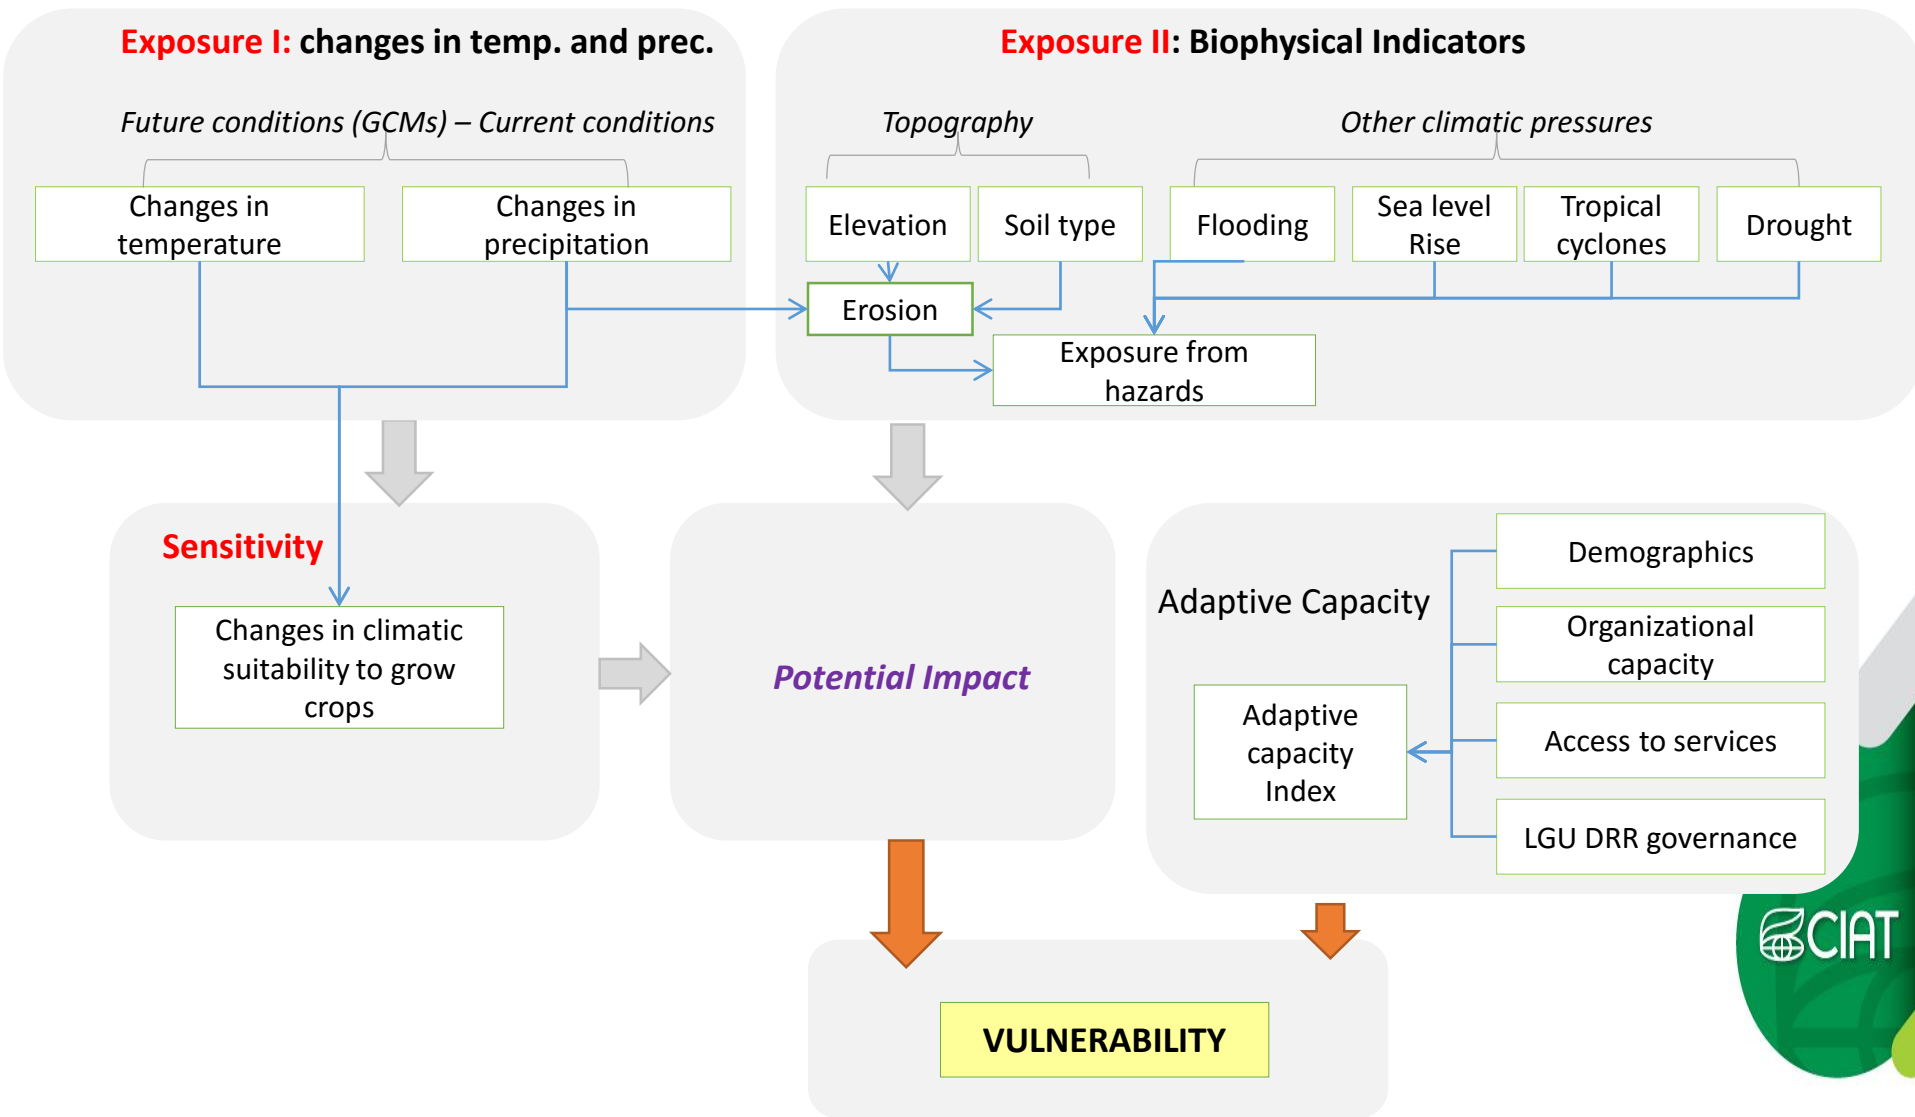 Exposure I: changes in temp. and prec.
Future conditions (GCMs) – Current conditions
Changes in
temperature
Changes in
precipitation
Exposure II: Biophysical Indicators
Topography
Other climatic pressures
Elevation
Soil type
Flooding
Sea level
Rise
Tropical
cyclones
Drought
Erosion
Exposure from
hazards
Sensitivity
Changes in climatic
suitability to grow
crops
Potential Impact
Adaptive Capacity
Adaptive
capacity
Index
Demographics
Organizational
capacity
Access to services
LGU DRR governance
VULNERABILITY
CIAT